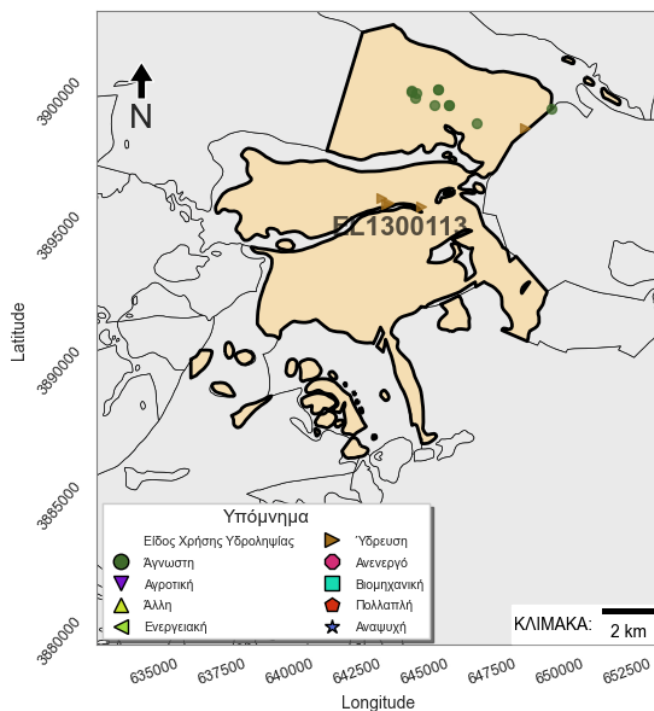 N
EL1300113
3900000
3895000
3890000
3885000
3880000
Latitude
Υπόμνημα
Είδος Χρήσης Υδροληψίας
Άγνωστη
Αγροτική
Άλλη
Ενεργειακή
Ύδρευση
Ανενεργό
Βιομηχανική
Πολλαπλή
Αναψυχή
ΚΛΙΜΑΚΑ:
2 km
635000 637500 640000 642500 645000 647500 650000 652500
Longitude